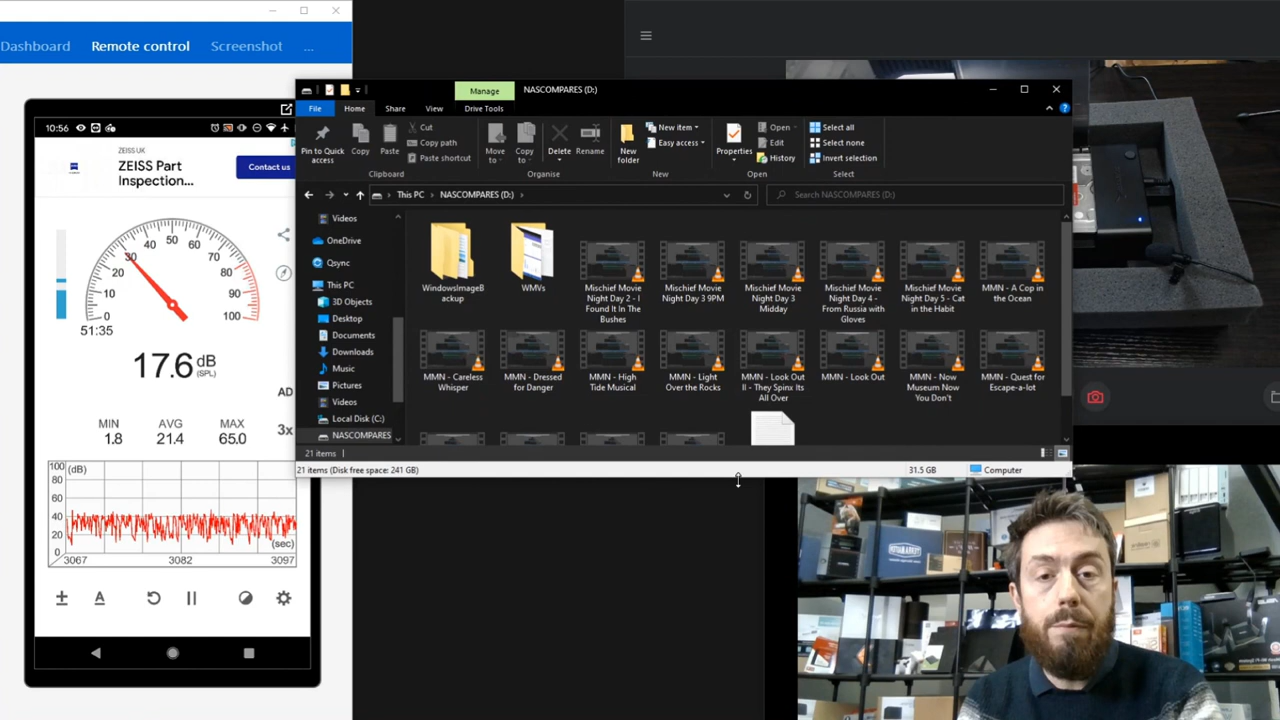 Dashboard
Remote control
Screenshot
...
10:56
ZEISS UK
ZEISS Part
Inspection...
Contact us
0
10
20
30
40
50
60
70
80
90
100
51:35
17.6 dB
(SPL)
AD
MIN
AVG
MAX
1.8
21.4
65.0
3x
100
(dB)
80
60
40
20
0
(sec)
3067
3082
3097
Manage
NASCOMPARES (D:)
File
Home
Share
View
Drive Tools
Pin to Quick
access
Copy
Paste
Cut
Copy path
Paste shortcut
Clipboard
Move
to
Copy
to
Delete
Rename
Organise
New
folder
New item
Easy access
New
Properties
Open
Edit
History
Open
Select all
Select none
Invert selection
Select
This PC
NASCOMPARES (D:)
Search NASCOMPARES (D:)
Videos
OneDrive
Qsync
This PC
3D Objects
Desktop
Documents
Downloads
Music
Pictures
Videos
Local Disk (C:)
NASCOMPARES
WindowsImageB
ackup
WMVs
Mischief Movie
Night Day 2 - I
Found It In The
Bushes
Mischief Movie
Night Day 3 9PM
Mischief Movie
Night Day 3
Midday
Mischief Movie
Night Day 4 -
From Russia with
Gloves
Mischief Movie
Night Day 5 - Cat
in the Habit
MMN - A Cop in
the Ocean
MMN - Careless
Whisper
MMN - Dressed
for Danger
MMN - High
Tide Musical
MMN - Light
Over the Rocks
MMN - Look Out
II - They Spinx Its
All Over
MMN - Look Out
MMN - Now
Museum Now
You Don't
MMN - Quest for
Escape-a-lot
21 items
21 items (Disk free space: 241 GB)
31.5 GB
Computer